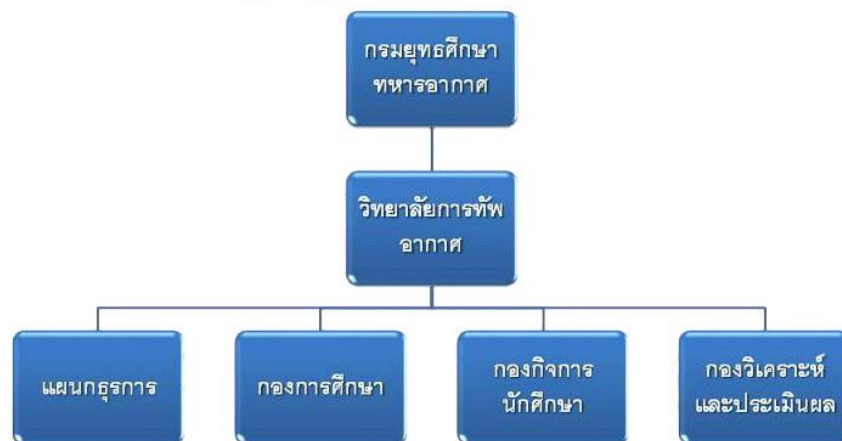 กรมยุทธศึกษา
ทหารอากาศ
วิทยาลัยการทัพ
อากาศ
แผนกธุรการ
กองการศึกษา
กองกิจการ
นักศึกษา
กองวิเคราะห์
และประเมินผล